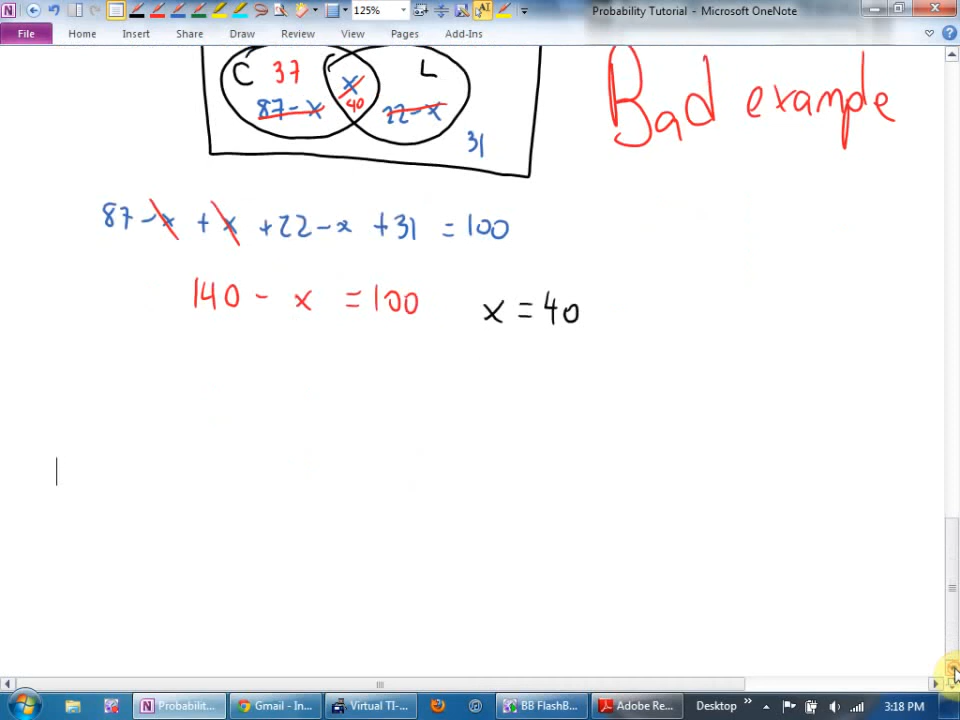 125%
Probability Tutorial - Microsoft OneNote
File Home Insert Share Draw Review View Pages Add-Ins
C 37 x L
87-x 40 22-x
31
Bad example
87-x + x +22-x +31 =100
140 - x =100 x=40
Probabilit... Gmail - In... Virtual TI-... BB FlashB... Adobe Re... Desktop 3:18 PM